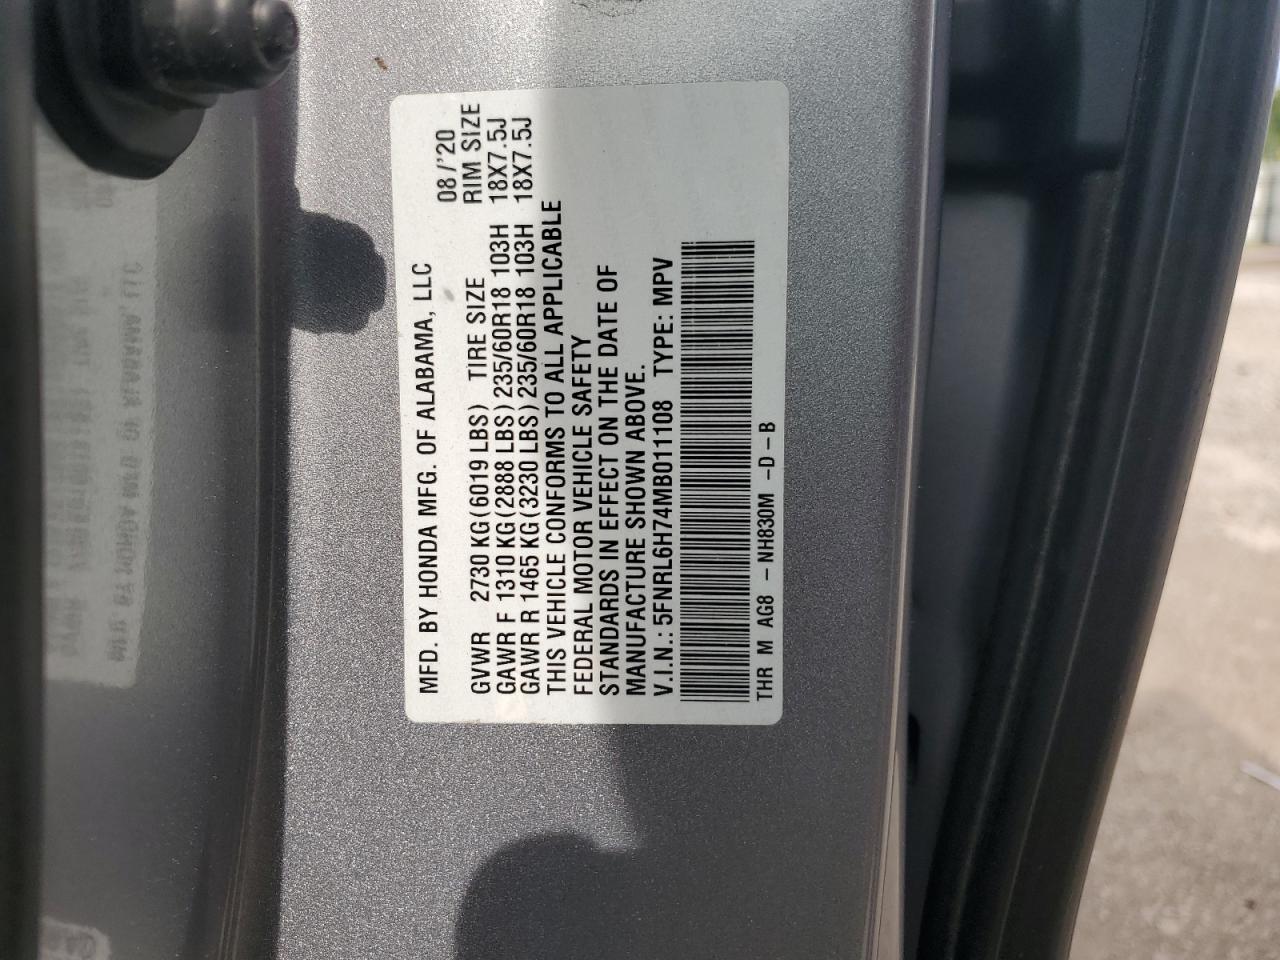 MFD. BY HONDA MFG. OF ALABAMA, LLC 08/'20
GVWR 2730 KG(6019 LBS) TIRE SIZE RIM SIZE
GAWR F 1310 KG(2888 LBS)235/60R18 103H 18X7.5J
GAWR R 1465 KG(3230 LBS)235/60R18 103H 18X7.5J
THIS VEHICLE CONFORMS TO ALL APPLICABLE
FEDERAL MOTOR VEHICLE SAFETY
STANDARDS IN EFFECT ON THE DATE OF
MANUFACTURE SHOWN ABOVE.
V.I.N.: 5FNRL6H74MB011108 TYPE: MPV
THR M AG8 - NH830M -D-B